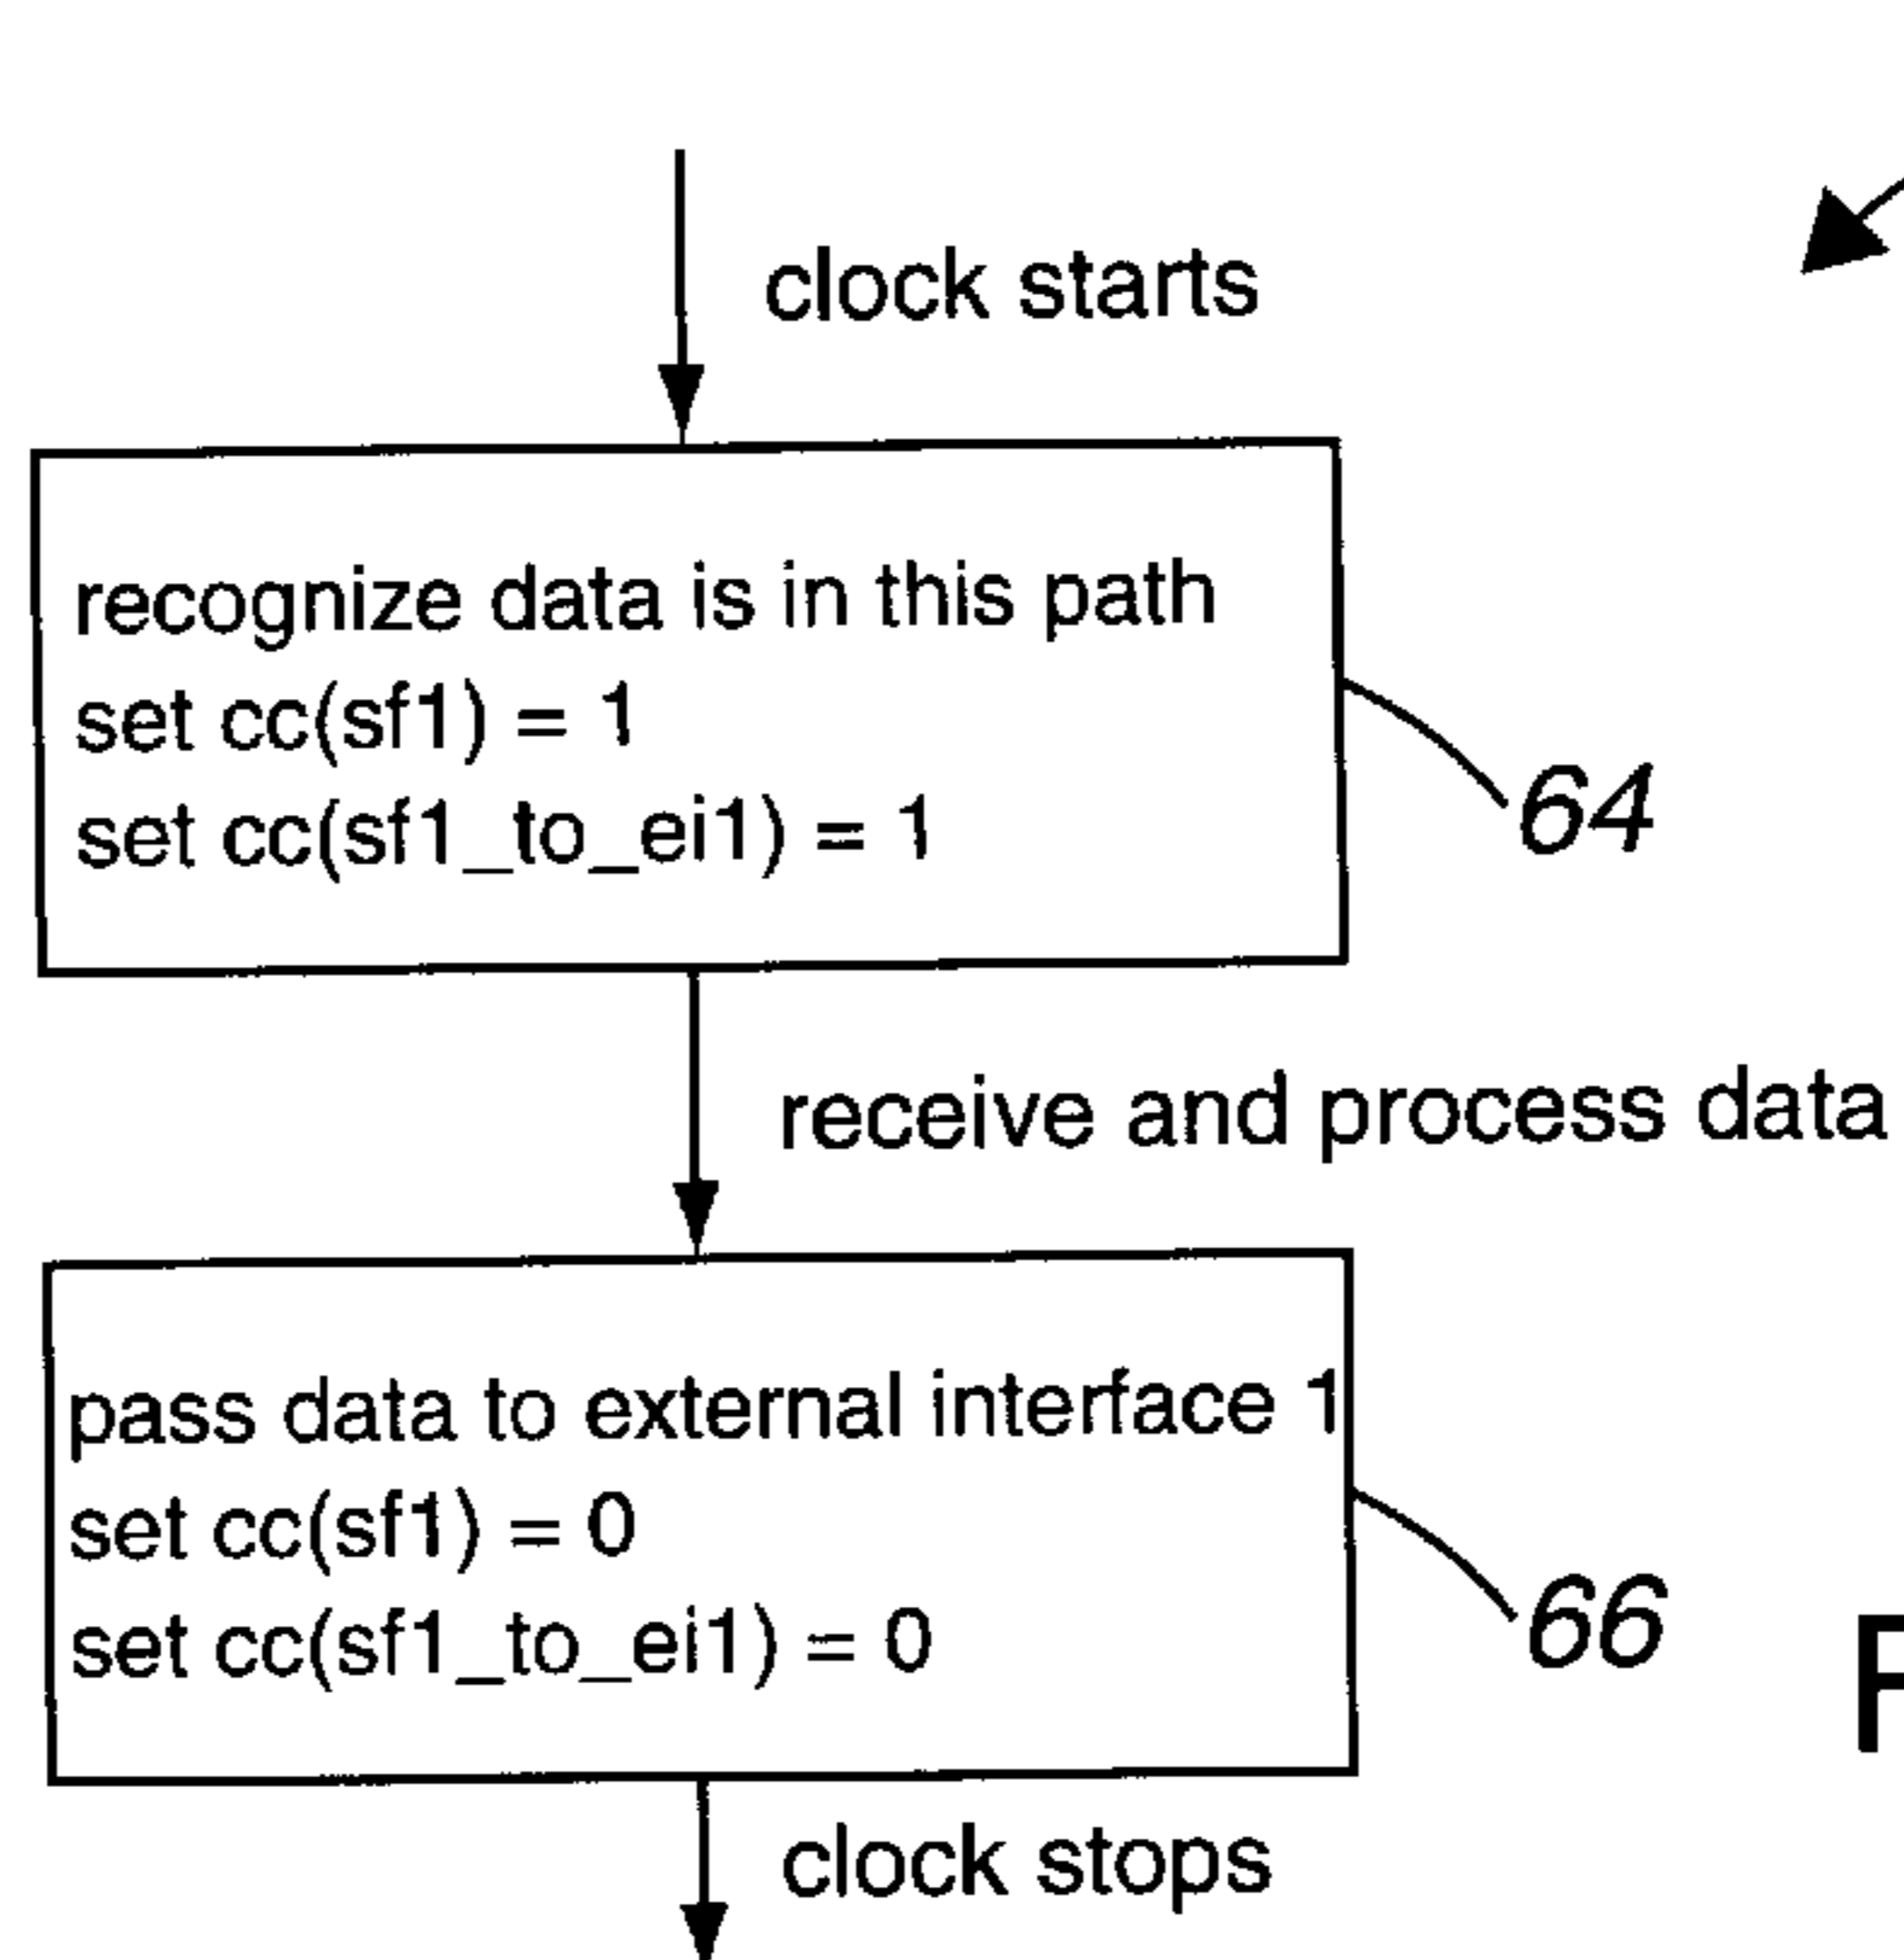 clock starts
recognize data is in this path
set cc(sf1) = 1
set cc(sf1_to_ei1) = 1
64
receive and process data
pass data to external interface 1
set cc(sf1) = 0
set cc(sf1_to_ei1) = 0
66
clock stops